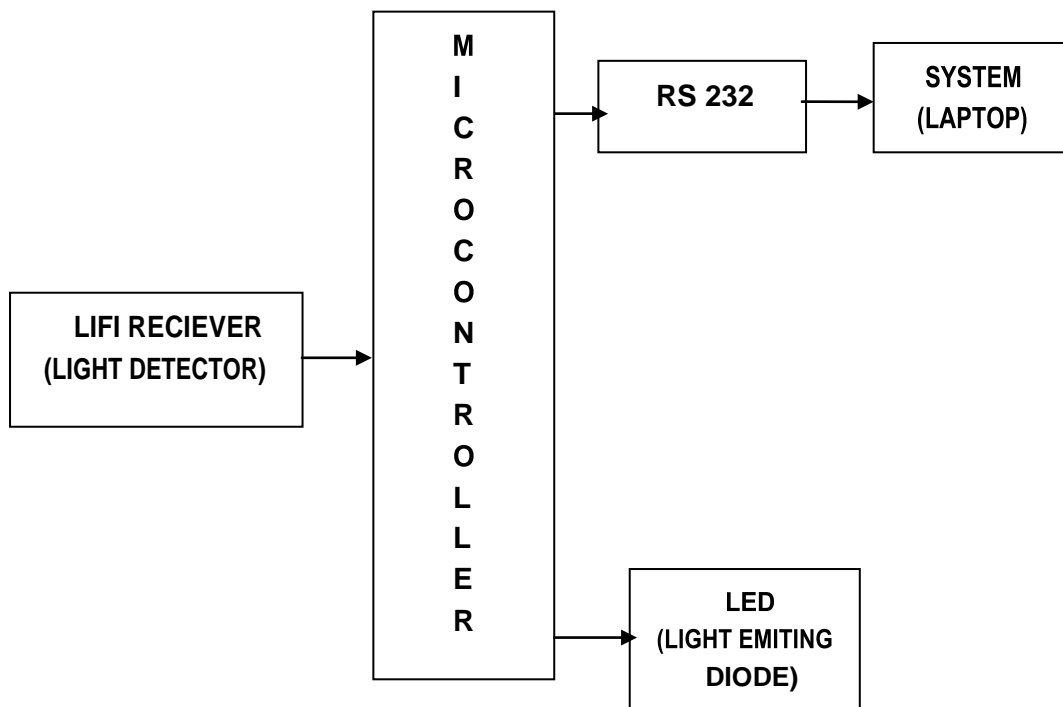 LIFI RECIEVER
(LIGHT DETECTOR)
M
I
C
R
O
C
O
N
T
R
O
L
L
E
R
RS 232
SYSTEM
(LAPTOP)
LED
(LIGHT EMITING
DIODE)